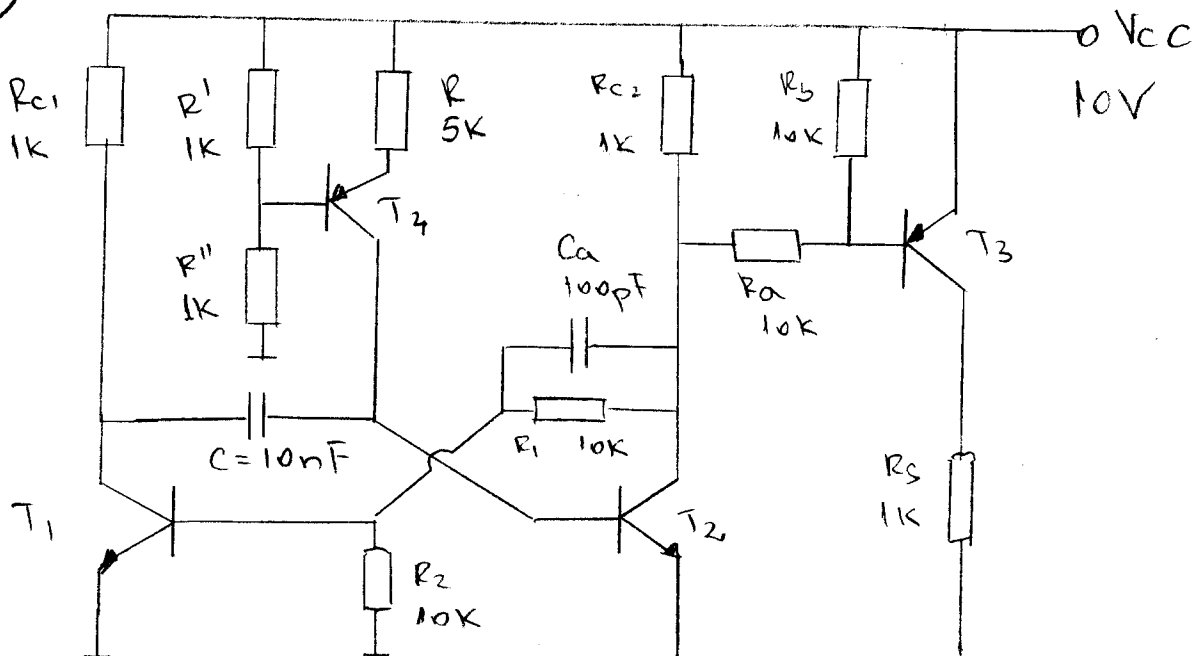 Vcc
10V
Rc1
1K
R'
1K
R
5K
Rc2
1K
Rb
10K
T4
T3
R"
1K
Ca
100pF
Ra
10K
C=10nF
R1 10K
T1
T2
Rs
1K
R2
10K